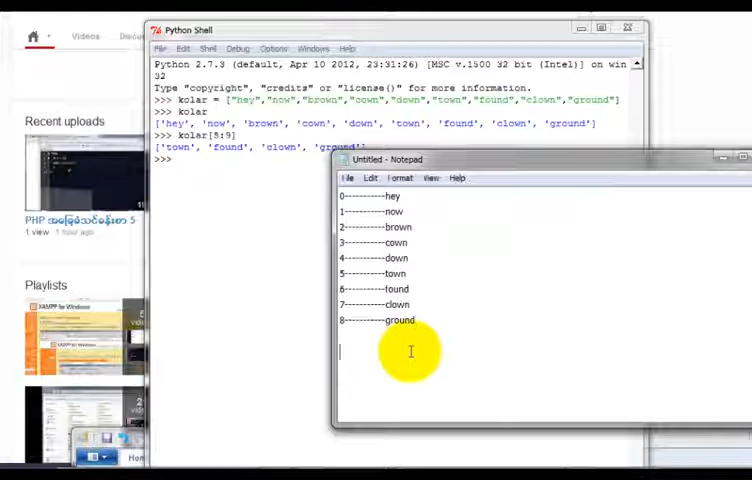 Python Shell
Videos
File Edit Shell Debug Options Windows Help
Python 2.7.3 (default, Apr 10 2012, 23:31:26) [MSC v.1500 32 bit (Intel)] on win
32
Type "copyright", "credits" or "license()" for more information.
>>> kolar = ["hey","now","brown","cown","down","town","found","clown","ground"]
>>> kolar
['hey', 'now', 'brown', 'cown', 'down', 'town', 'found', 'clown', 'ground']
>>> kolar[5:9]
['town', 'found', 'clown', 'ground']
>>>
Recent uploads
PHP အခြေခံသင်ခန်းစာ 5
1 view 1 hour ago
Playlists
XAMPP for Windows
Untitled - Notepad
File Edit Format View Help
0-----------hey
1-----------now
2-----------brown
3-----------cown
4-----------down
5-----------town
6-----------found
7-----------clown
8-----------ground